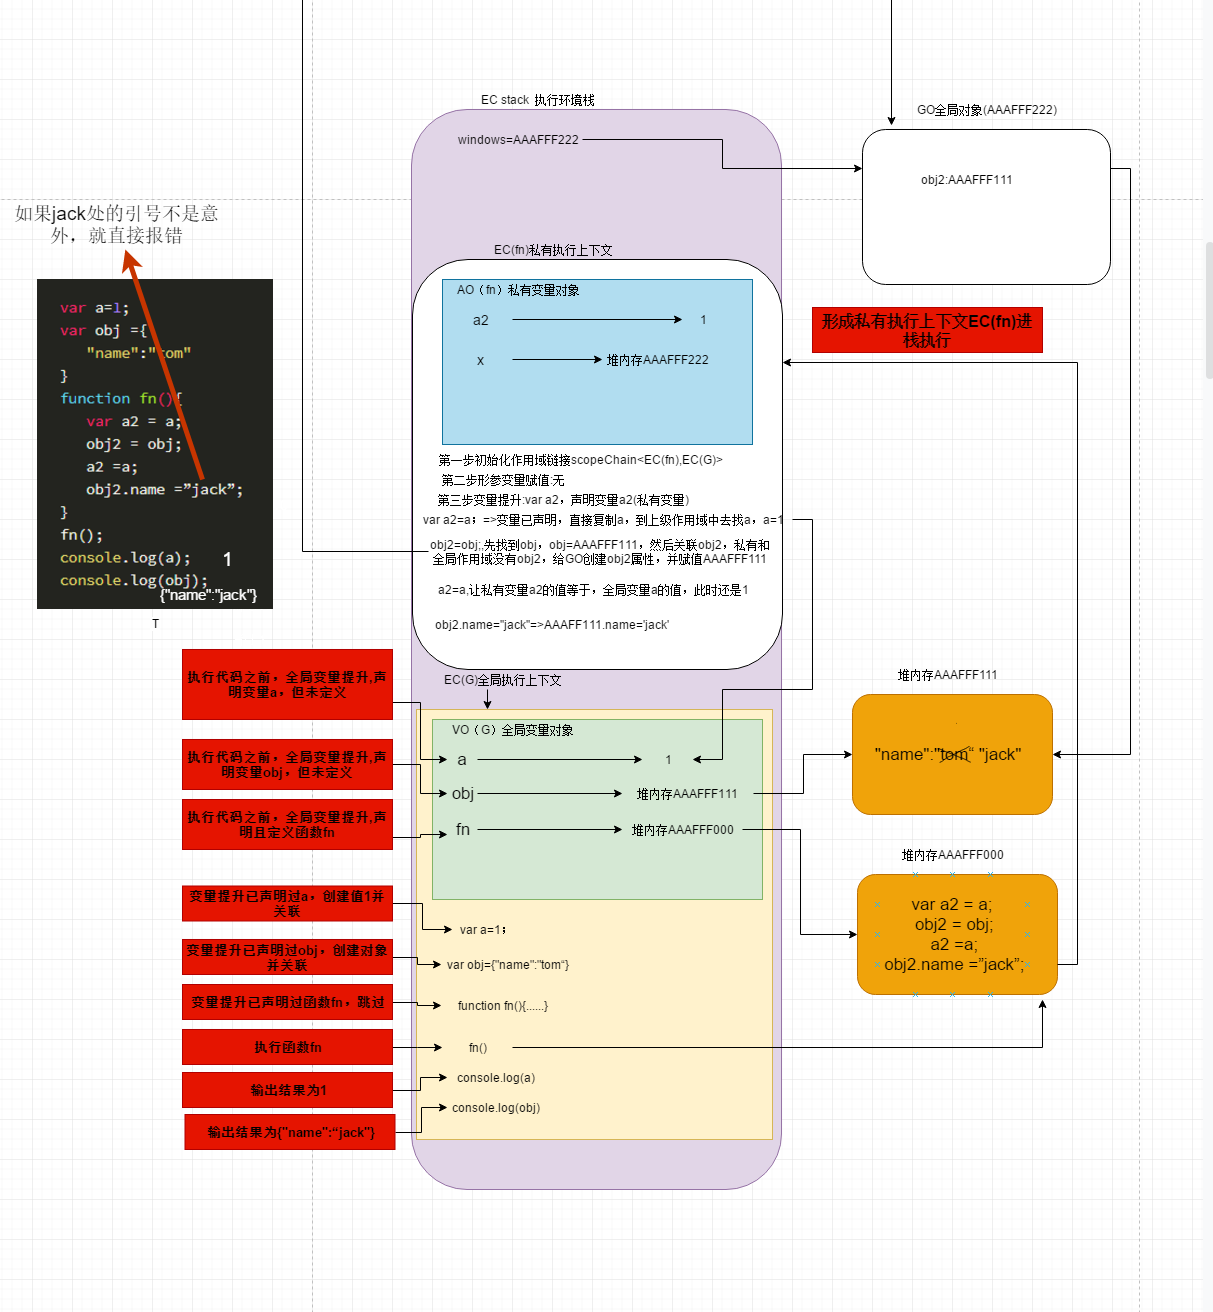 EC stack 执行环境栈
windows=AAAFFF222
GO全局对象(AAAFFF222)
obj2:AAAFFF111
如果jack处的引号不是意
外，就直接报错
var a=1;
var obj ={
"name":"tom"
}
function fn(){
var a2 = a;
obj2 = obj;
a2 =a;
obj2.name =”jack”;
}
fn();
console.log(a);
1
console.log(obj);
{"name":"jack"}
T
EC(fn)私有执行上下文
AO（fn）私有变量对象
a2
1
x
堆内存AAAFFF222
形成私有执行上下文EC(fn)进
栈执行
第一步初始化作用域链接scopeChain<EC(fn),EC(G)>
第二步形参变量赋值:无
第三步变量提升:var a2，声明变量a2(私有变量)
var a2=a；=>变量已声明，直接复制a，到上级作用域中去找a，a=1
obj2=obj;,先找到obj，obj=AAAFFF111，然后关联obj2，私有和
全局作用域没有obj2，给GO创建obj2属性，并赋值AAAFFF111
a2=a,让私有变量a2的值等于，全局变量a的值，此时还是1
obj2.name="jack"=>AAAFF111.name='jack'
EC(G)全局执行上下文
VO（G）全局变量对象
a
1
obj
堆内存AAAFFF111
fn
堆内存AAAFFF000
执行代码之前，全局变量提升,声
明变量a，但未定义
执行代码之前，全局变量提升,声
明变量obj，但未定义
执行代码之前，全局变量提升,声
明且定义函数fn
变量提升已声明过a，创建值1并
关联
var a=1；
变量提升已声明过obj，创建对象
并关联
var obj={"name":"tom“}
变量提升已声明过函数fn，跳过
function fn(){......}
执行函数fn
fn()
输出结果为1
console.log(a)
输出结果为{"name":“jack"}
console.log(obj)
堆内存AAAFFF111
"name":"tom“ "jack"
堆内存AAAFFF000
var a2 = a;
obj2 = obj;
a2 =a;
obj2.name =”jack”;